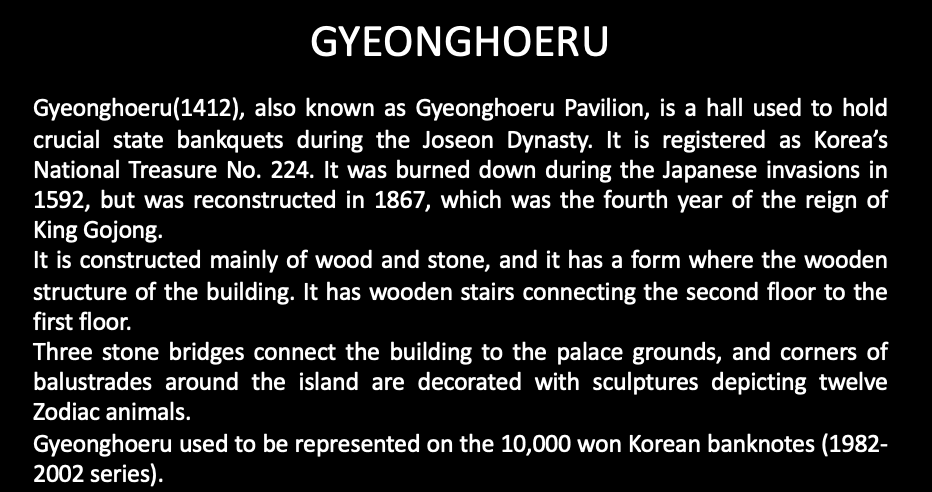 GYEONGHOERU
Gyeonghoeru(1412), also known as Gyeonghoeru Pavilion, is a hall used to hold
crucial state bankquets during the Joseon Dynasty. It is registered as Korea’s
National Treasure No. 224. It was burned down during the Japanese invasions in
1592, but was reconstructed in 1867, which was the fourth year of the reign of
King Gojong.
It is constructed mainly of wood and stone, and it has a form where the wooden
structure of the building. It has wooden stairs connecting the second floor to the
first floor.
Three stone bridges connect the building to the palace grounds, and corners of
balustrades around the island are decorated with sculptures depicting twelve
Zodiac animals.
Gyeonghoeru used to be represented on the 10,000 won Korean banknotes (1982-
2002 series).